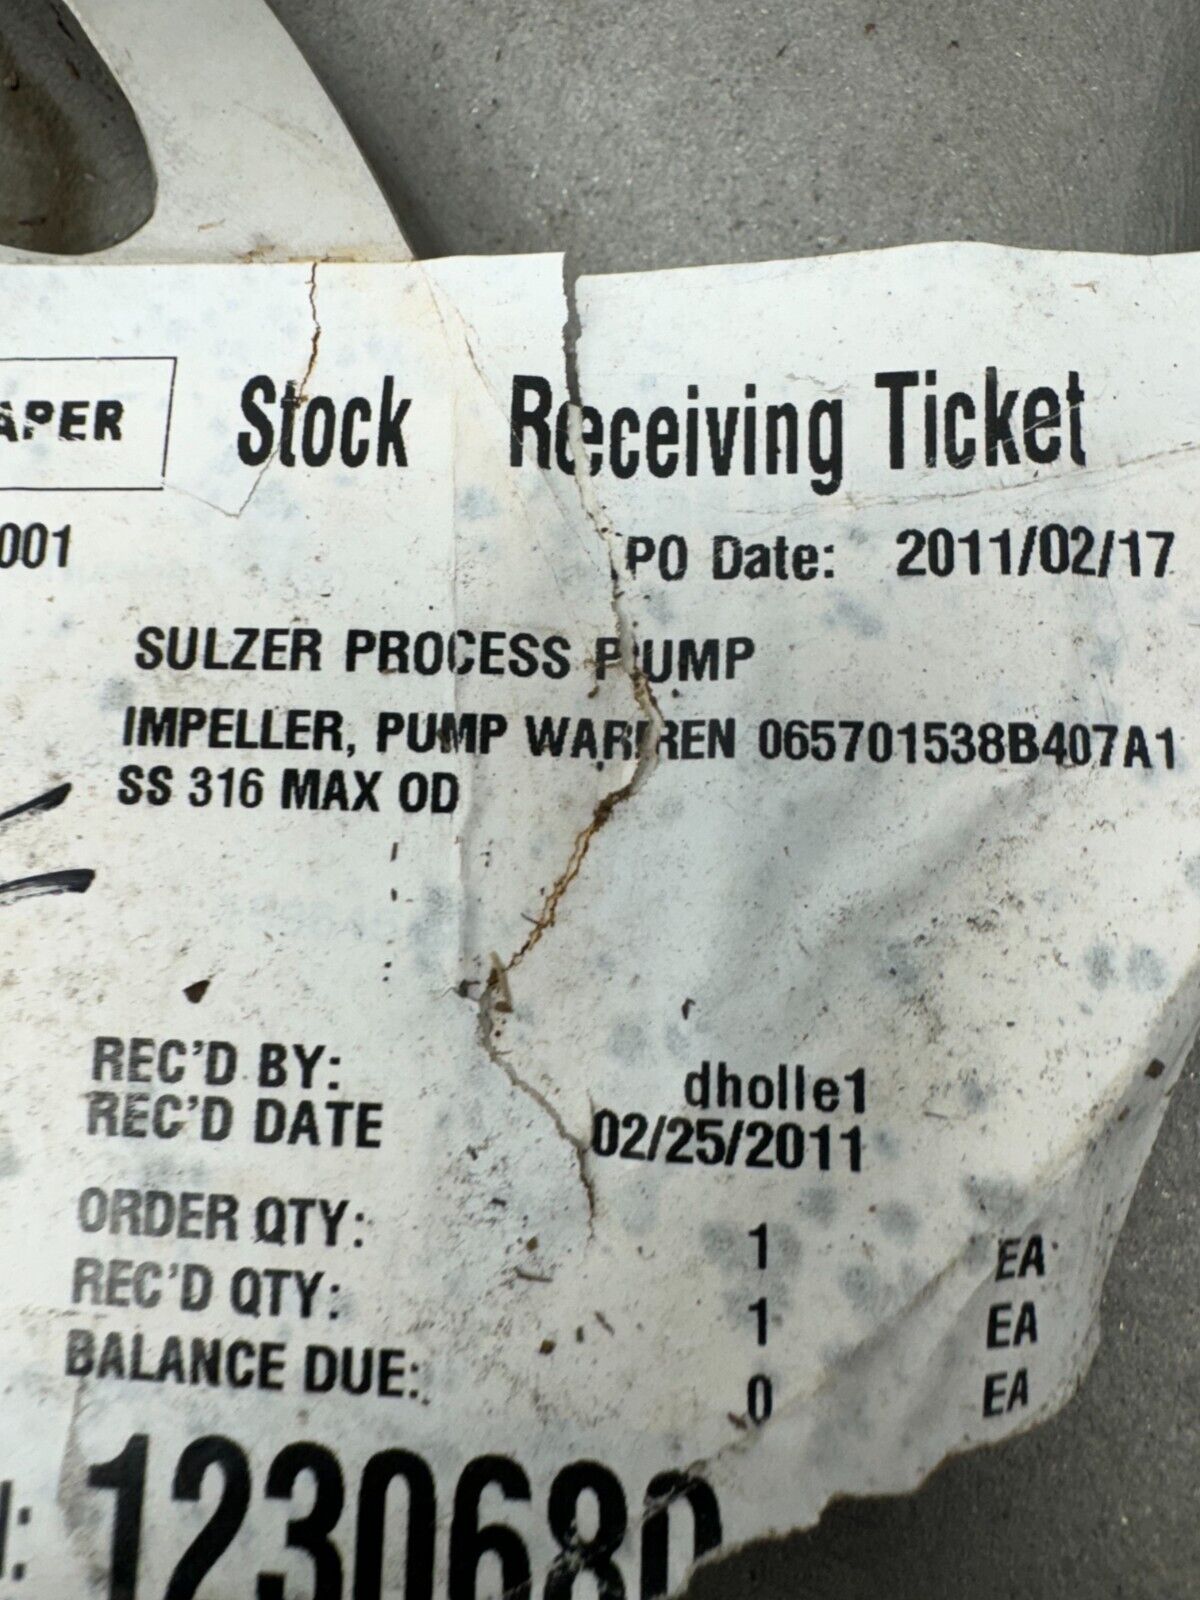 APER
Stock Receiving Ticket
001
PO Date: 2011/02/17
SULZER PROCESS PUMP
IMPELLER, PUMP WARREN 065701538B407A1
SS 316 MAX OD
REC'D BY: dholle1
REC'D DATE 02/25/2011
ORDER QTY: 1 EA
REC'D QTY: 1 EA
BALANCE DUE: 0 EA
1230680